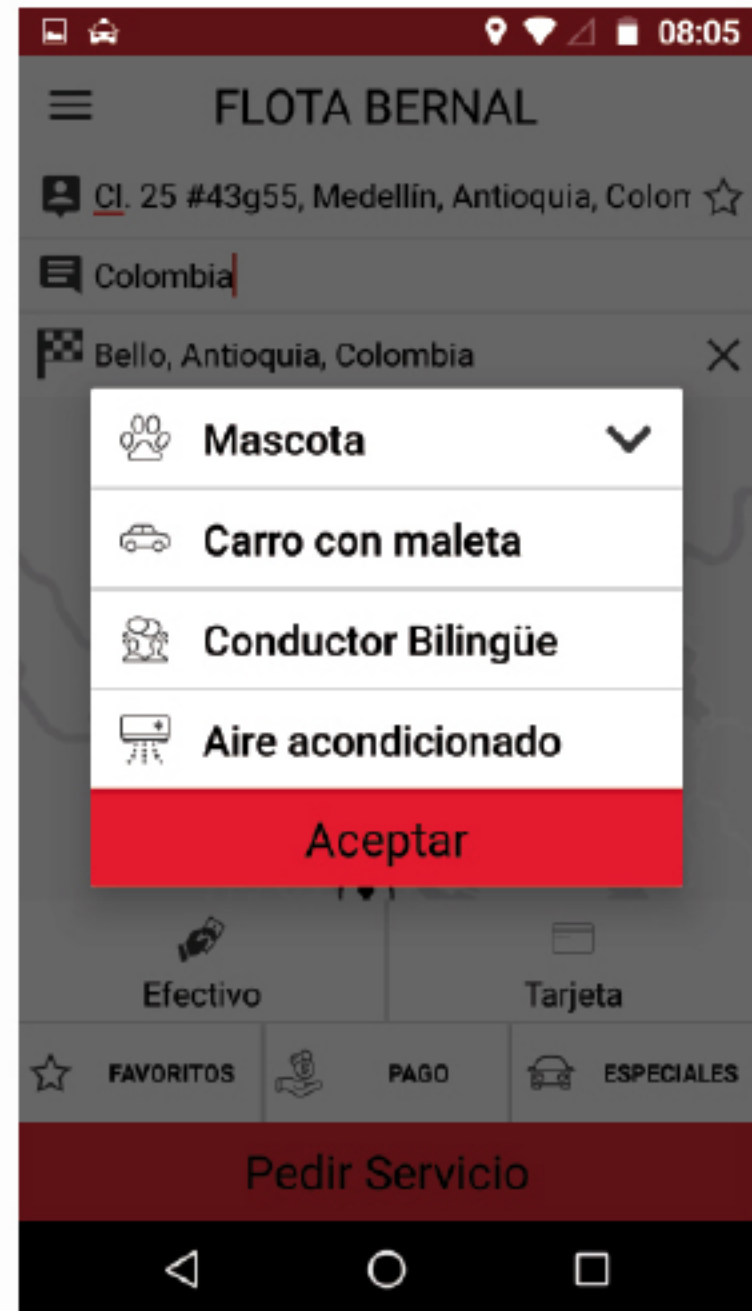 08:05
FLOTA BERNAL
Cl. 25 #43g55, Medellín, Antioquia, Colom
Colombia
Bello, Antioquia, Colombia
Mascota
Carro con maleta
Conductor Bilingüe
Aire acondicionado
Aceptar
Efectivo Tarjeta
FAVORITOS PAGO ESPECIALES
Pedir Servicio